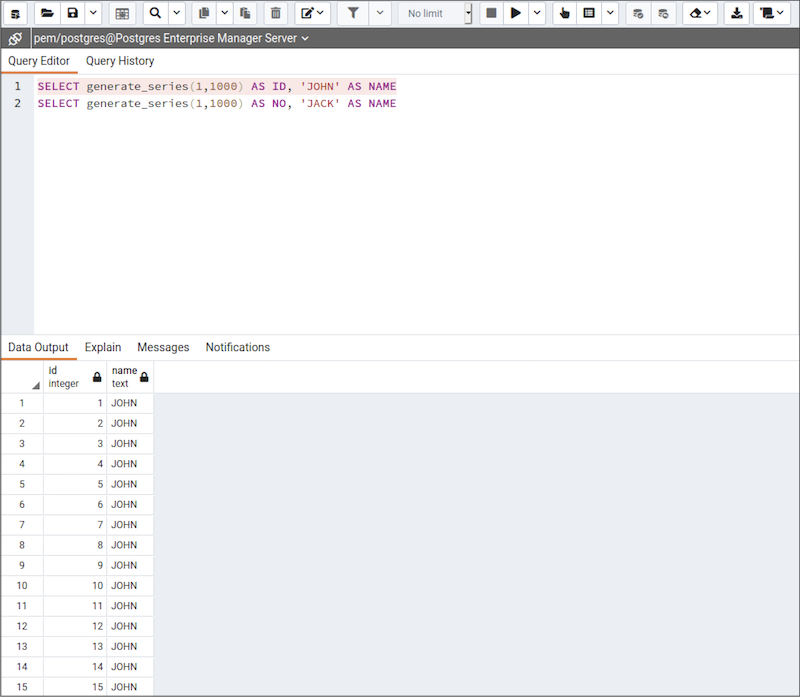 No limit
pem/postgres@Postgres Enterprise Manager Server
Query Editor Query History
1 SELECT generate_series(1,1000) AS ID, 'JOHN' AS NAME
2 SELECT generate_series(1,1000) AS NO, 'JACK' AS NAME
Data Output Explain Messages Notifications
id name
integer text
1 1 JOHN
2 2 JOHN
3 3 JOHN
4 4 JOHN
5 5 JOHN
6 6 JOHN
7 7 JOHN
8 8 JOHN
9 9 JOHN
10 10 JOHN
11 11 JOHN
12 12 JOHN
13 13 JOHN
14 14 JOHN
15 15 JOHN